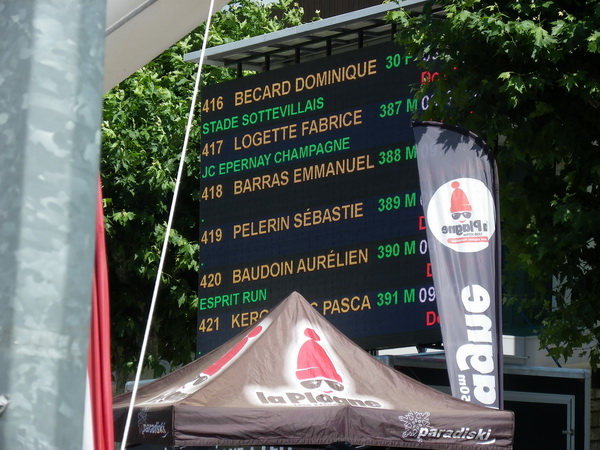 416 BECARD DOMINIQUE 30 F
STADE SOTTEVILLAIS
417 LOGETTE FABRICE 387 M
JC EPERNAY CHAMPAGNE
418 BARRAS EMMANUEL 388 M
419 PELERIN SÉBASTIE 389 M
420 BAUDOIN AURÉLIEN 390 M
ESPRIT RUN
421 PASCA 391 M 09
la Plagne
la Plagne
paradiski
paradiski